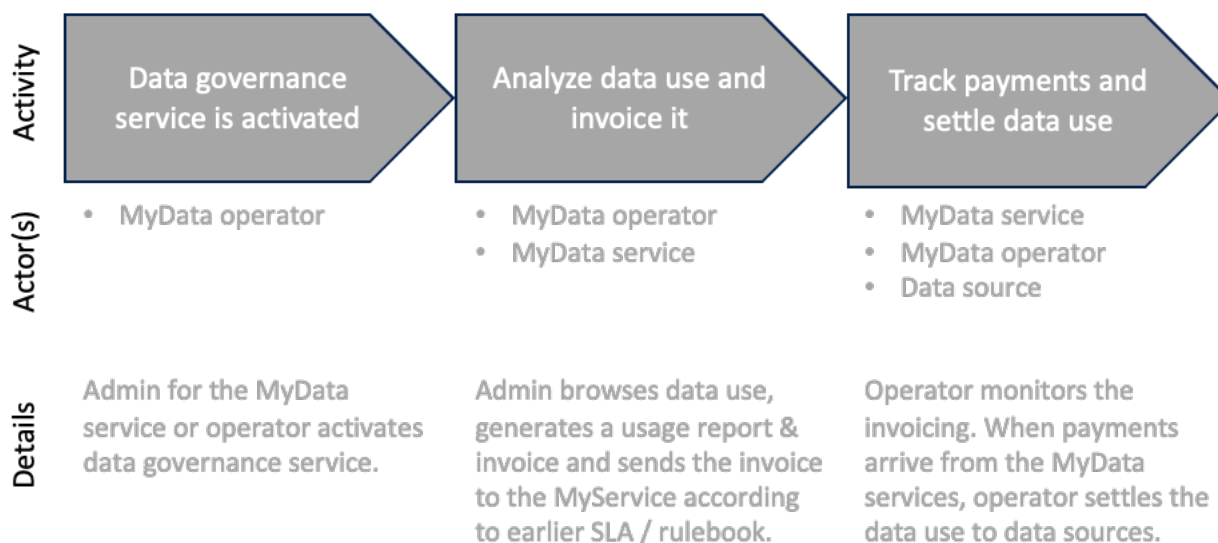 Activity
Data governance
service is activated
Analyze data use and
invoice it
Track payments and
settle data use
Actor(s)
• MyData operator
• MyData operator
• MyData service
• MyData service
• MyData operator
• Data source
Details
Admin for the MyData
service or operator activates
data governance service.
Admin browses data use,
generates a usage report &
invoice and sends the invoice
to the MyService according
to earlier SLA / rulebook.
Operator monitors the
invoicing. When payments
arrive from the MyData
services, operator settles the
data use to data sources.